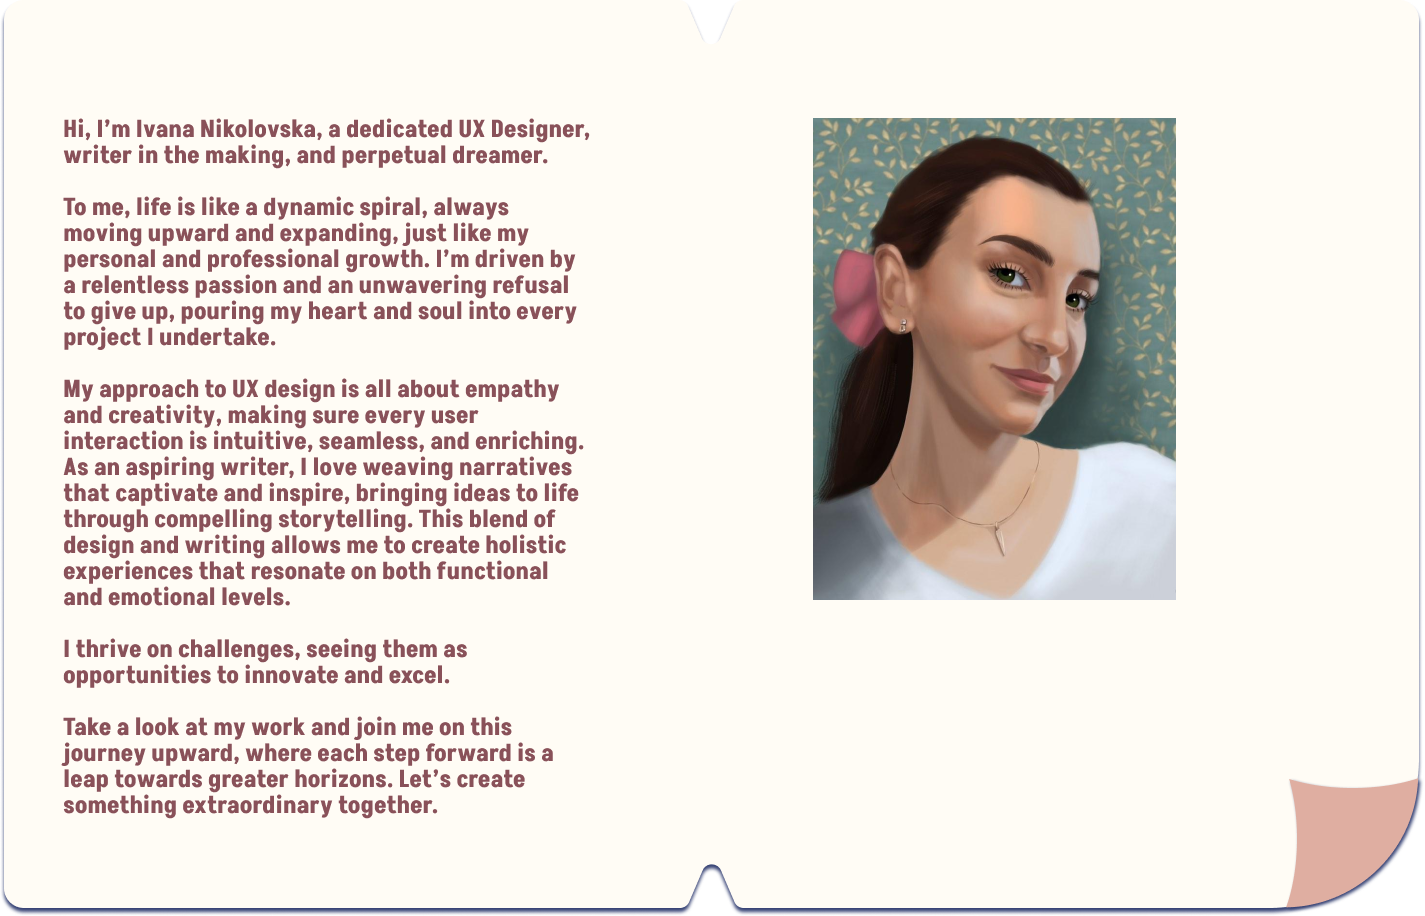 Hi, I’m Ivana Nikolovska, a dedicated UX Designer,
writer in the making, and perpetual dreamer.
To me, life is like a dynamic spiral, always
moving upward and expanding, just like my
personal and professional growth. I’m driven by
a relentless passion and an unwavering refusal
to give up, pouring my heart and soul into every
project I undertake.
My approach to UX design is all about empathy
and creativity, making sure every user
interaction is intuitive, seamless, and enriching.
As an aspiring writer, I love weaving narratives
that captivate and inspire, bringing ideas to life
through compelling storytelling. This blend of
design and writing allows me to create holistic
experiences that resonate on both functional
and emotional levels.
I thrive on challenges, seeing them as
opportunities to innovate and excel.
Take a look at my work and join me on this
journey upward, where each step forward is a
leap towards greater horizons. Let’s create
something extraordinary together.